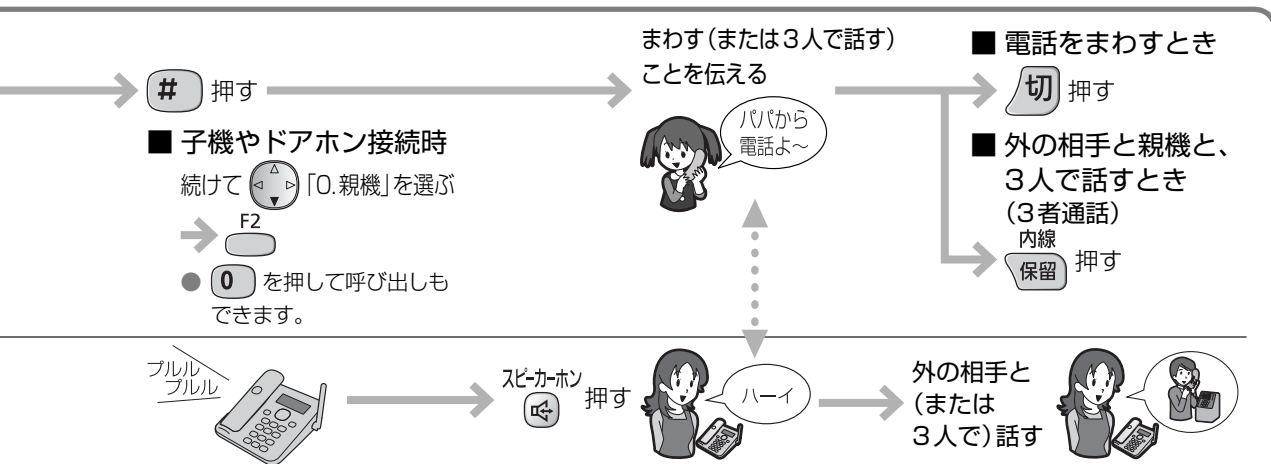 # 押す
■ 子機やドアホン接続時
続けて 「0.親機」を選ぶ
F2
● 0 を押して呼び出しも
できます。
まわす(または3人で話す)
ことを伝える
パパから
電話よ〜
■ 電話をまわすとき
切 押す
■ 外の相手と親機と、
3人で話すとき
(3者通話)
内線
保留 押す
プルル
プルル
スピーカーホン
押す
ハーイ
外の相手と
(または
3人で)話す